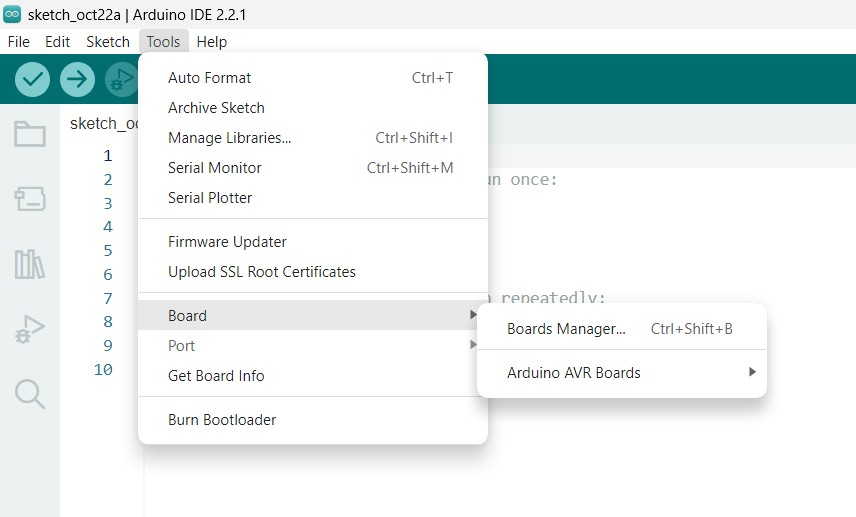 sketch_oct22a | Arduino IDE 2.2.1
File Edit Sketch Tools Help
sketch_oc
Auto Format Ctrl+T
Archive Sketch
Manage Libraries... Ctrl+Shift+I
Serial Monitor Ctrl+Shift+M
Serial Plotter
Firmware Updater
Upload SSL Root Certificates
Board
Port
Get Board Info
Burn Bootloader
Boards Manager... Ctrl+Shift+B
Arduino AVR Boards
1
2
3
4
5
6
7
8
9
10
un once:
repeatedly: